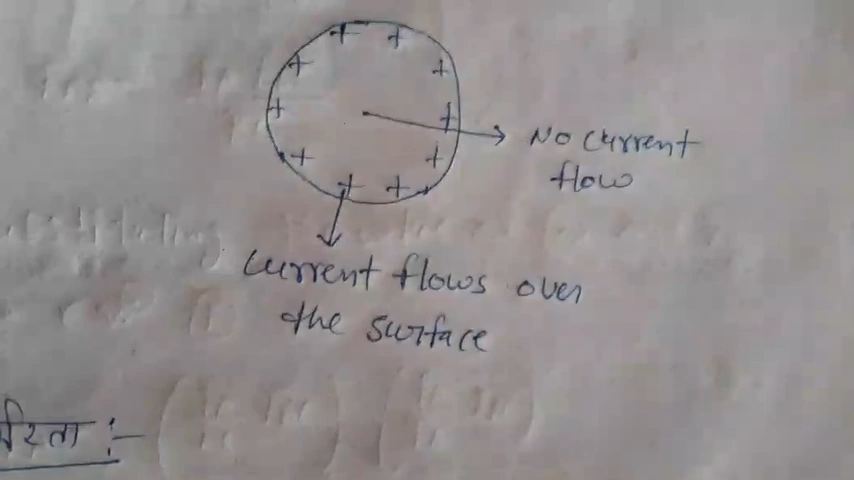 No current
flow
current flows over
the surface